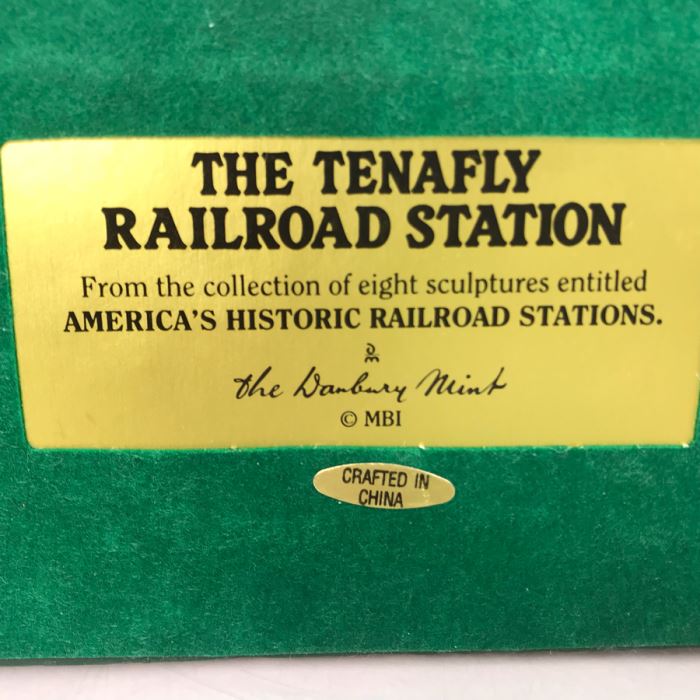 THE TENAFLY
RAILROAD STATION
From the collection of eight sculptures entitled
AMERICA'S HISTORIC RAILROAD STATIONS.
The Danbury Mint
© MBI
CRAFTED IN
CHINA